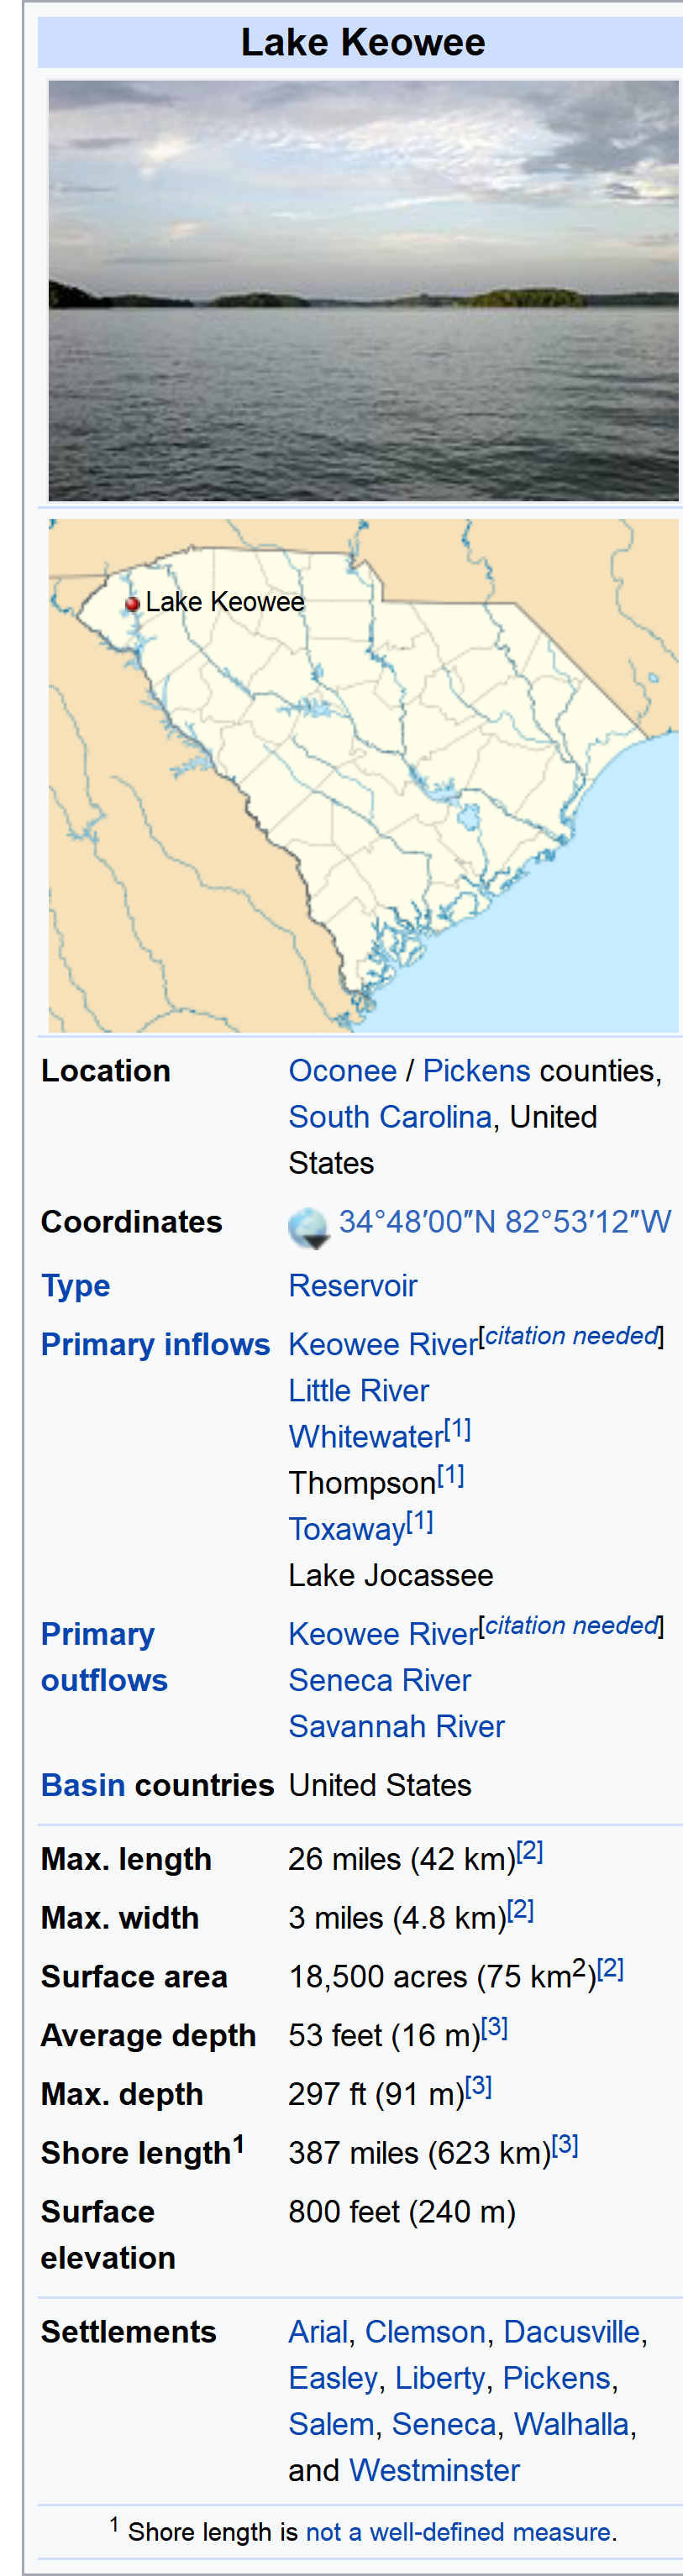 Lake Keowee
Lake Keowee
Location Oconee / Pickens counties,
South Carolina, United
States
Coordinates 34°48′00″N 82°53′12″W
Type Reservoir
Primary inflows Keowee River[citation needed]
Little River
Whitewater[1]
Thompson[1]
Toxaway[1]
Lake Jocassee
Primary Keowee River[citation needed]
outflows Seneca River
Savannah River
Basin countries United States
Max. length 26 miles (42 km)[2]
Max. width 3 miles (4.8 km)[2]
Surface area 18,500 acres (75 km2)[2]
Average depth 53 feet (16 m)[3]
Max. depth 297 ft (91 m)[3]
Shore length1 387 miles (623 km)[3]
Surface 800 feet (240 m)
elevation
Settlements Arial, Clemson, Dacusville,
Easley, Liberty, Pickens,
Salem, Seneca, Walhalla,
and Westminster
1 Shore length is not a well-defined measure.